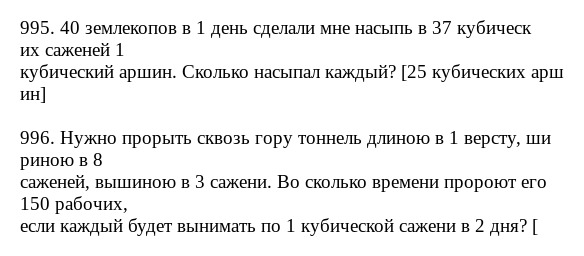 995. 40 землекопов в 1 день сделали мне насыпь в 37 кубическ
их саженей 1
кубический аршин. Сколько насыпал каждый? [25 кубических арш
ин]

996. Нужно прорыть сквозь гору тоннель длиною в 1 версту, ши
риною в 8
саженей, вышиною в 3 сажени. Во сколько времени пророют его
150 рабочих,
если каждый будет вынимать по 1 кубической сажени в 2 дня? [